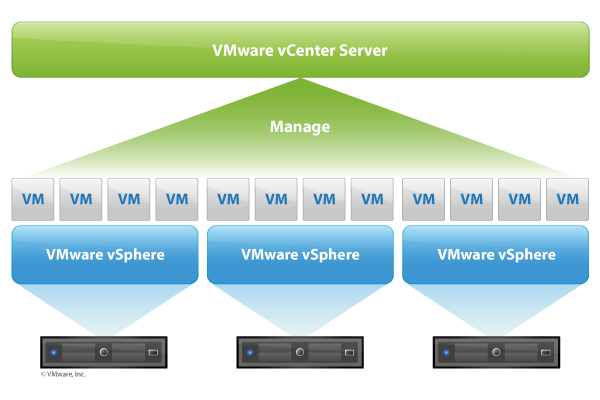 VMware vCenter Server
Manage
VM VM VM VM VM VM VM VM VM VM VM VM
VMware vSphere VMware vSphere VMware vSphere
© VMware, Inc.